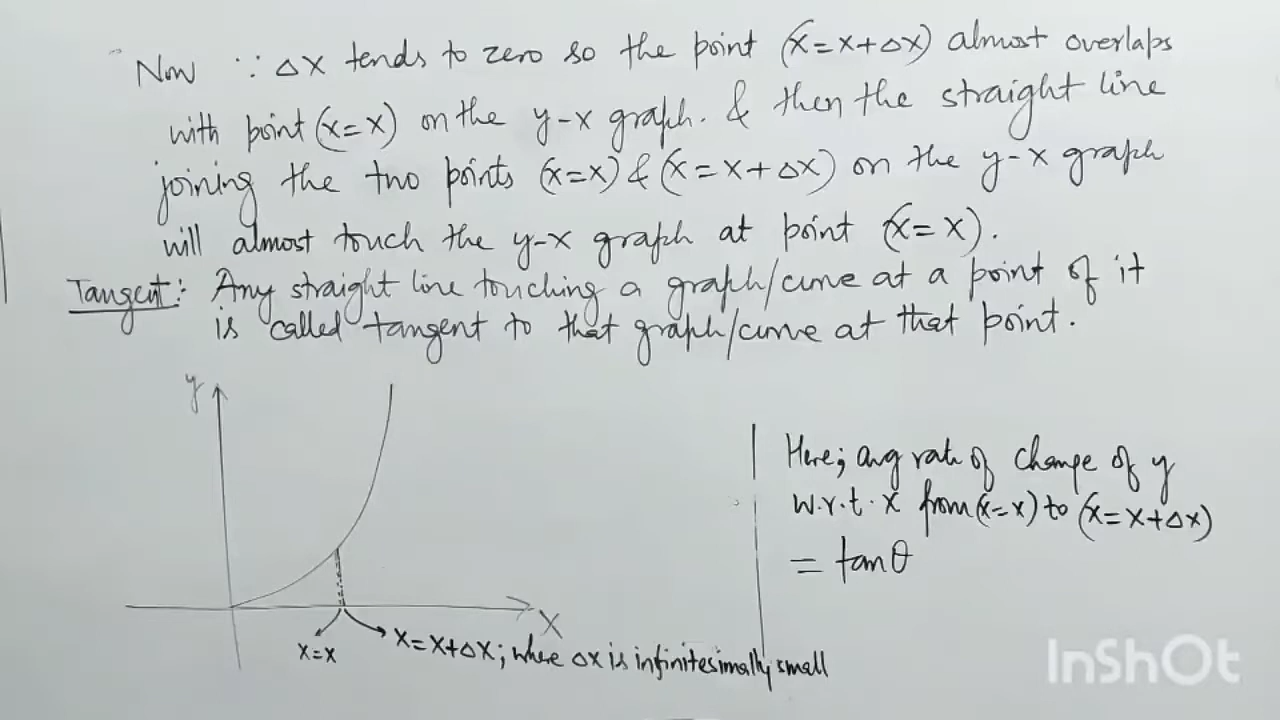 Now ∵ Δx tends to zero so the point (x=x+Δx) almost overlaps
with point (x=x) on the y-x graph. & then the straight line
joining the two points (x=x) & (x=x+Δx) on the y-x graph
will almost touch the y-x graph at point (x=x).
Tangent:- Any straight line touching a graph/curve at a point of it
is called tangent to that graph/curve at that point.
y
Here; avg rate of change of y
w.r.t. x from (x=x) to (x=x+Δx)
= tanθ
X
x=x
x=x+Δx; where Δx is infinitesimally small
InShOt